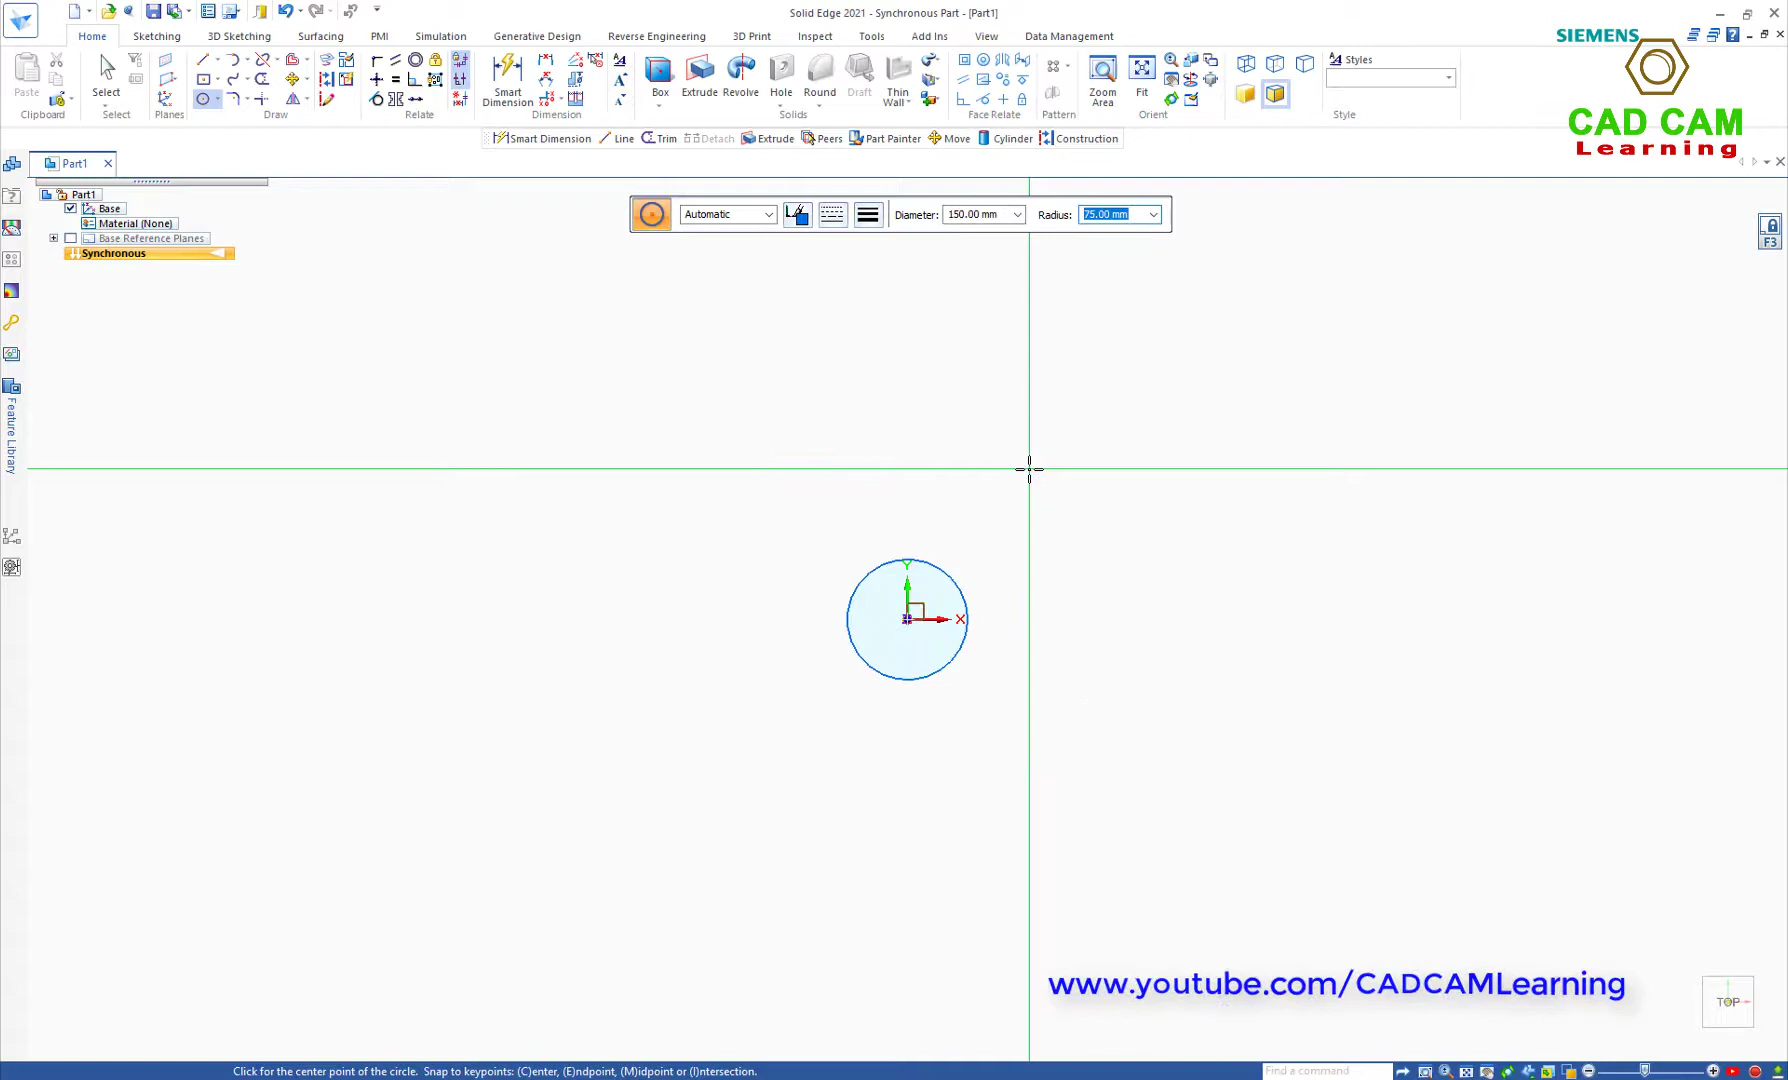 Solid Edge 2021 - Synchronous Part - [Part1]
Home Sketching 3D Sketching Surfacing PMI Simulation Generative Design Reverse Engineering 3D Print Inspect Tools Add Ins View Data Management
SIEMENS
Paste
Clipboard
Select
Select
Planes
Draw
Relate
Smart
Dimension
Dimension
Box
Extrude
Revolve
Hole
Round
Draft
Thin
Wall
Solids
Face Relate
Pattern
Zoom
Area
Fit
Orient
Styles
Style
CAD CAM
Learning
Smart Dimension Line Trim Detach Extrude Peers Part Painter Move Cylinder Construction
Part1
Part1
Base
Material (None)
Base Reference Planes
Synchronous
Automatic Diameter: 150.00 mm Radius: 75.00 mm
F3
Feature Library
Y
X
www.youtube.com/CADCAMLearning
TOP
Click for the center point of the circle. Snap to keypoints: (C)enter, (E)ndpoint, (M)idpoint or (I)ntersection.
Find a command